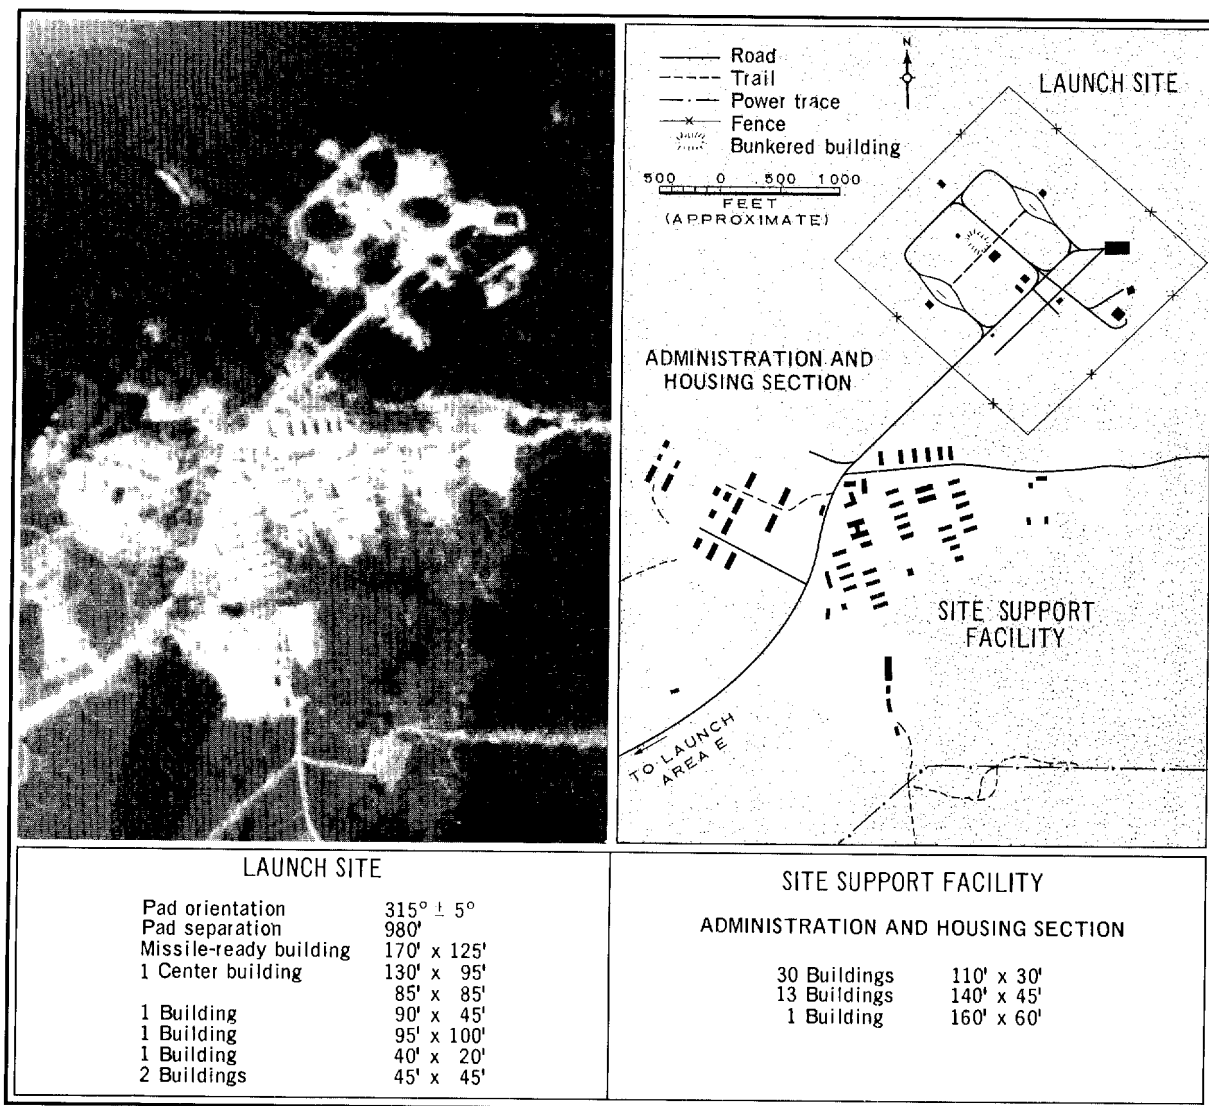 Road
Trail
Power trace
Fence
Bunkered building
N
500 0 500 1000
FEET
(APPROXIMATE)
LAUNCH SITE
ADMINISTRATION AND
HOUSING SECTION
SITE SUPPORT
FACILITY
TO LAUNCH
AREA E
LAUNCH SITE
Pad orientation 315° ± 5°
Pad separation 980'
Missile-ready building 170' x 125'
1 Center building 130' x 95'
85' x 85'
1 Building 90' x 45'
1 Building 95' x 100'
1 Building 40' x 20'
2 Buildings 45' x 45'
SITE SUPPORT FACILITY
ADMINISTRATION AND HOUSING SECTION
30 Buildings 110' x 30'
13 Buildings 140' x 45'
1 Building 160' x 60'